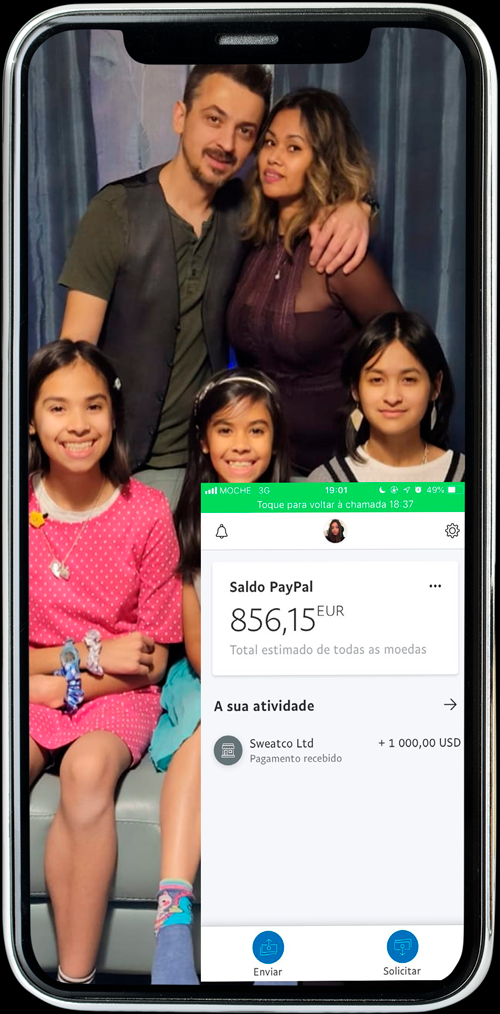 MOCHE 3G 19:01 49%
Toque para voltar à chamada 18:37
Saldo PayPal
856,15 EUR
Total estimado de todas as moedas
A sua atividade
Sweatco Ltd + 1 000,00 USD
Pagamento recebido
Enviar Solicitar